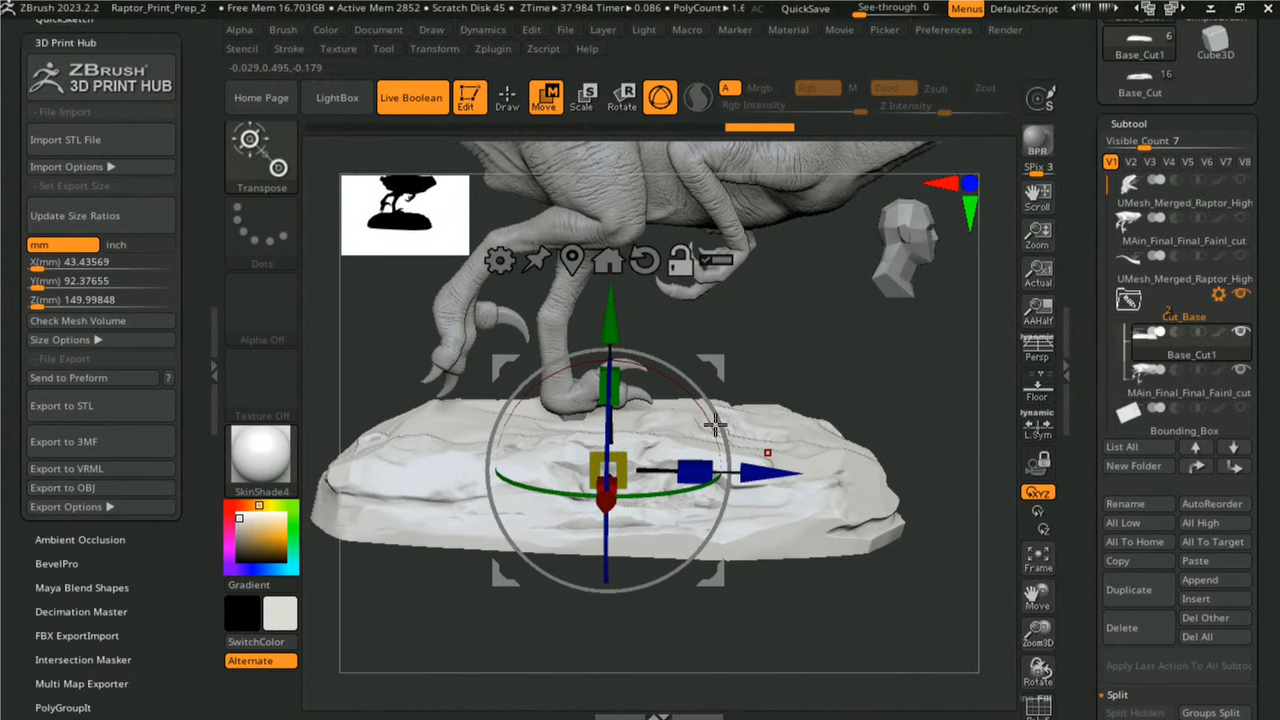 ZBrush 2023.2.2 Raptor_Print_Prep_2 • Free Mem 16.703GB • Active Mem 2852 • Scratch Disk 45 • ZTime▸37.984 Timer▸0.086 • PolyCount▸1.6 AC QuickSave See-through 0 Menus DefaultZScript
Alpha Brush Color Document Draw Dynamics Edit File Layer Light Macro Marker Material Movie Picker Preferences Render
Stencil Stroke Texture Tool Transform Zplugin Zscript Help
-0.029,0.495,-0.179
Home Page LightBox Live Boolean Edit Draw Move Scale Rotate A Mrgb Rgb M Zadd Zsub Zcut
Rgb Intensity Z Intensity
QuickSketch
3D Print Hub
ZBRUSH
3D PRINT HUB
File Import
Import STL File
Import Options
Set Export Size
Update Size Ratios
mm inch
X(mm) 43.43569
Y(mm) 92.37655
Z(mm) 149.99848
Check Mesh Volume
Size Options
File Export
Send to Preform ?
Export to STL
Export to 3MF
Export to VRML
Export to OBJ
Export Options
Ambient Occlusion
BevelPro
Maya Blend Shapes
Decimation Master
FBX ExportImport
Intersection Masker
Multi Map Exporter
PolyGroupIt
Transpose
Dots
Alpha Off
Texture Off
SkinShade4
Gradient
SwitchColor
Alternate
S
BPR
SPix 3
Scroll
Zoom
Actual
AAHalf
Dynamic
Persp
Floor
Dynamic
L.Sym
XYZ
Y
Z
Frame
Move
Zoom3D
Rotate
6
Base_Cut1 Cube3D
16
Base_Cut
Subtool
Visible Count 7
V1 V2 V3 V4 V5 V6 V7 V8
UMesh_Merged_Raptor_High
MAin_Final_Final_Fainl_cut
UMesh_Merged_Raptor_High
2
Cut_Base
Base_Cut1
MAin_Final_Final_Fainl_cut
Bounding_Box
List All
New Folder
Rename AutoReorder
All Low All High
All To Home All To Target
Copy Paste
Duplicate Append
Insert
Delete Del Other
Del All
Apply Last Action To All Subtoo
Split
Split Hidden Groups Split